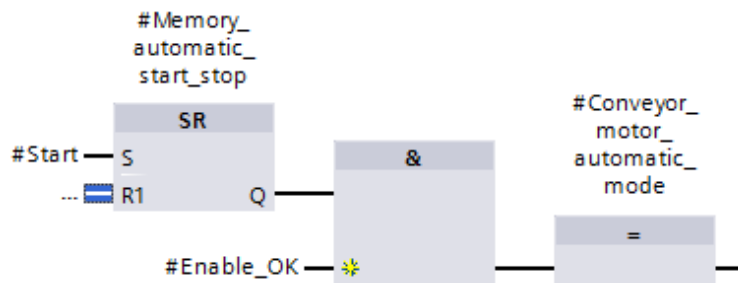 #Memory_
automatic_
start_stop
SR
#Start
S
...
R1
Q
&
#Enable_OK
#Conveyor_
motor_
automatic_
mode
=